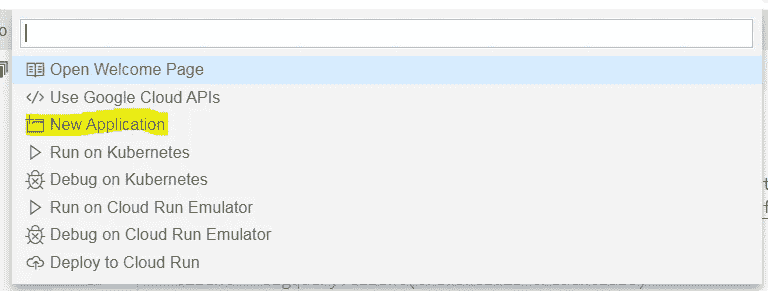 Open Welcome Page
Use Google Cloud APIs
New Application
Run on Kubernetes
Debug on Kubernetes
Run on Cloud Run Emulator
Debug on Cloud Run Emulator
Deploy to Cloud Run